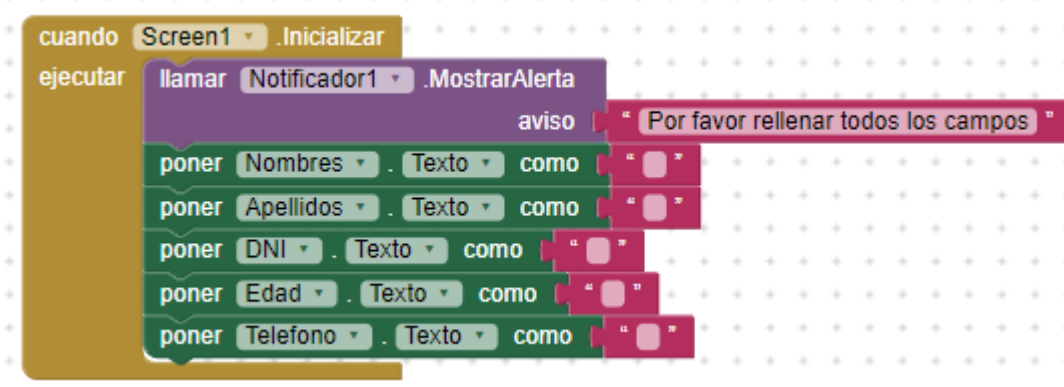 cuando Screen1 .Inicializar
ejecutar llamar Notificador1 .MostrarAlerta
aviso " Por favor rellenar todos los campos "
poner Nombres . Texto como " "
poner Apellidos . Texto como " "
poner DNI . Texto como " "
poner Edad . Texto como " "
poner Telefono . Texto como " "